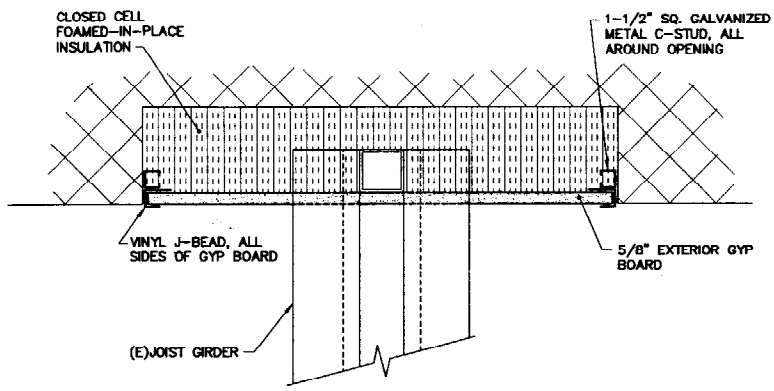 CLOSED CELL
FOAMED-IN-PLACE
INSULATION
1-1/2" SQ. GALVANIZED
METAL C-STUD, ALL
AROUND OPENING
VINYL J-BEAD, ALL
SIDES OF GYP BOARD
5/8" EXTERIOR GYP
BOARD
(E)JOIST GIRDER